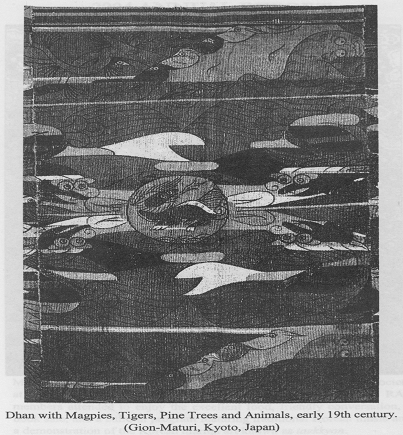 Dhan with Magpies, Tigers, Pine Trees and Animals, early 19th century.
(Gion-Maturi, Kyoto, Japan)